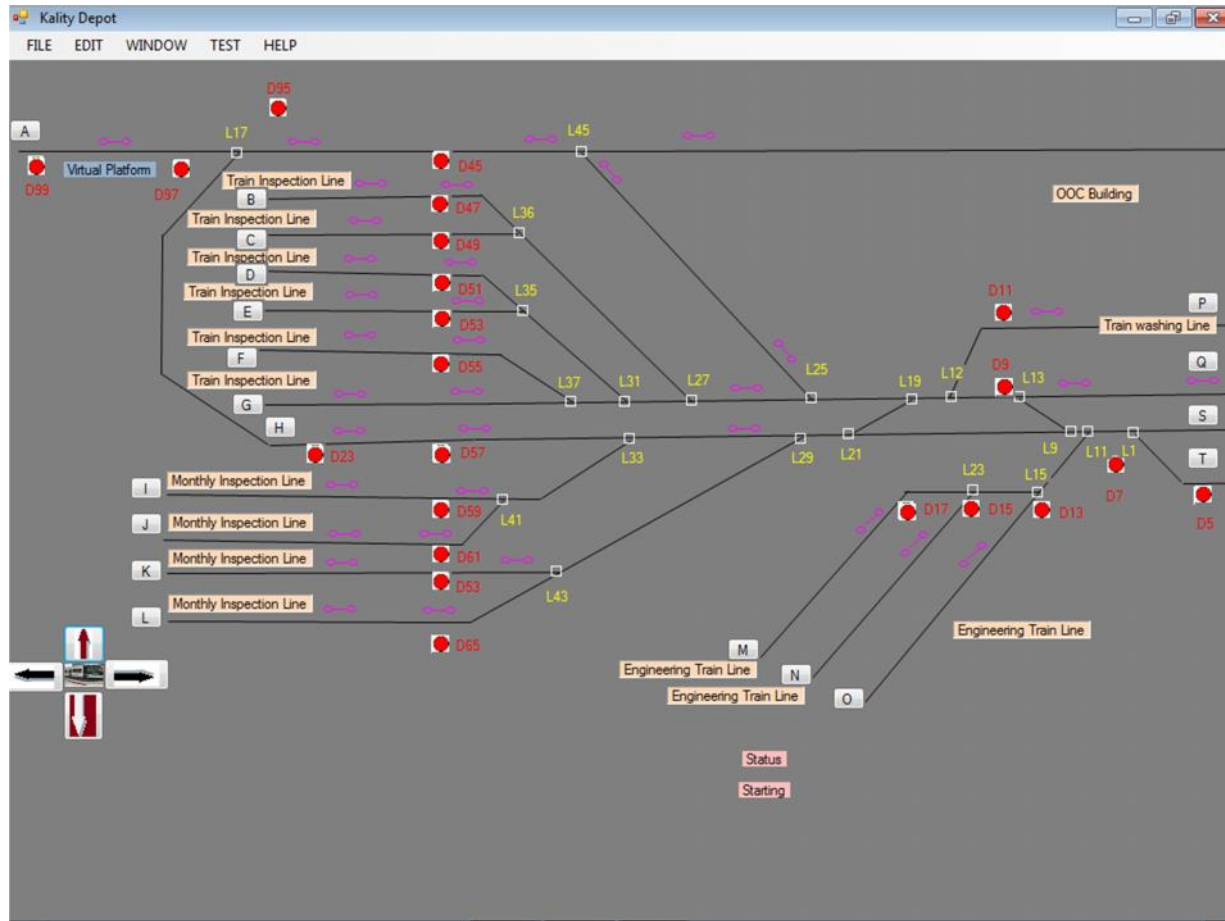 Kality Depot
FILE EDIT WINDOW TEST HELP
D95
A
L17
L45
D99
Virtual Platform
D97
D45
Train Inspection Line
B
D47
OOC Building
Train Inspection Line
L36
C
D49
Train Inspection Line
D
D51
Train Inspection Line
L35
D11
P
E
D53
Train washing Line
Train Inspection Line
F
D55
D9
Q
Train Inspection Line
L37
L31
L27
L25
L19
L12
L13
G
S
H
D23
D57
L33
L29
L21
L9
L11
L1
T
Monthly Inspection Line
I
L23
L15
D7
D59
L41
D17
D15
D13
D5
Monthly Inspection Line
J
D61
Monthly Inspection Line
K
D53
L43
Monthly Inspection Line
L
D65
Engineering Train Line
M
Engineering Train Line
N
Engineering Train Line
O
Status
Starting